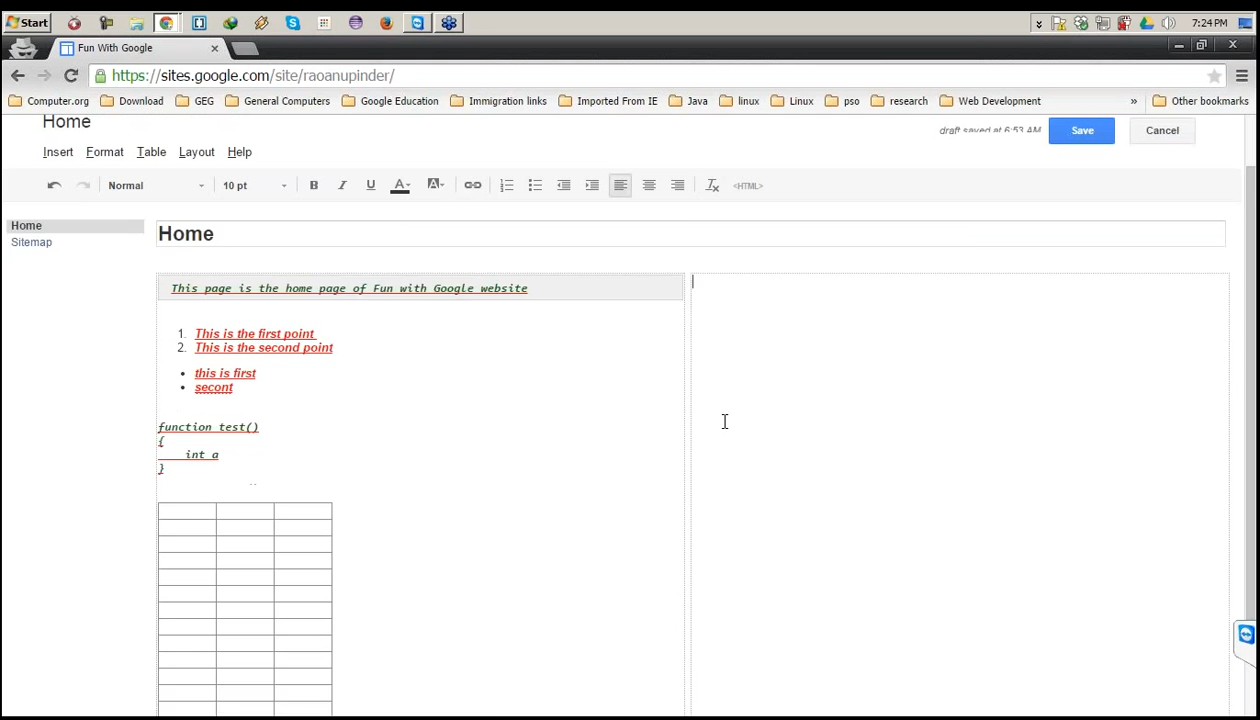 Start
7:24 PM
Fun With Google
https://sites.google.com/site/raoanupinder/
Computer.org Download GEG General Computers Google Education Immigration links Imported From IE Java linux Linux pso research Web Development » Other bookmarks
Home
draft saved at 6:53 AM Save Cancel
Insert Format Table Layout Help
Normal 10 pt B I U A A <HTML>
Home
Sitemap
Home
This page is the home page of Fun with Google website
1. This is the first point
2. This is the second point
• this is first
• secont
function test()
{
int a
}